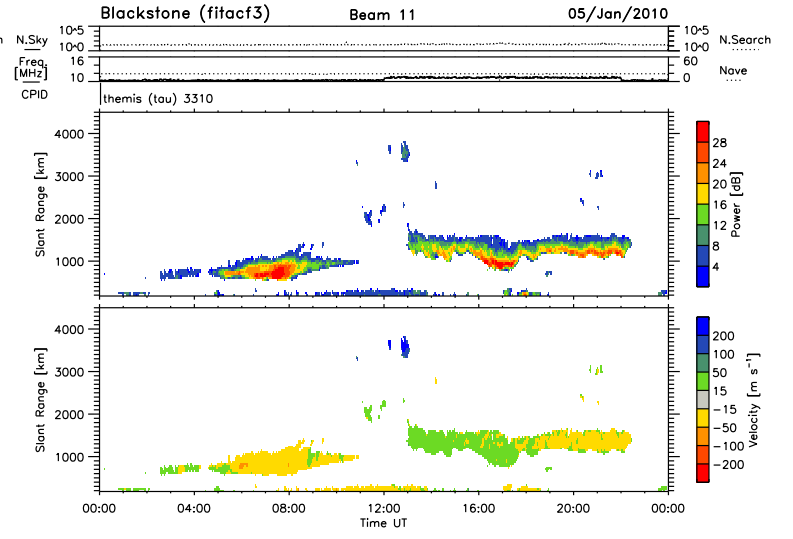 Blackstone (fitacf3) Beam 11 05/Jan/2010
n N.Sky 10^5 10^0 10^5 10^0 N.Search
Freq. [MHz] 16 10 60 0 Nave
CPID themis (tau) 3310
Slant Range [km] 4000 3000 2000 1000
Power [dB] 28 24 20 16 12 8 4
Slant Range [km] 4000 3000 2000 1000
Velocity [m s⁻¹] 200 100 50 15 −15 −50 −100 −200
00:00 04:00 08:00 12:00 16:00 20:00 00:00
Time UT